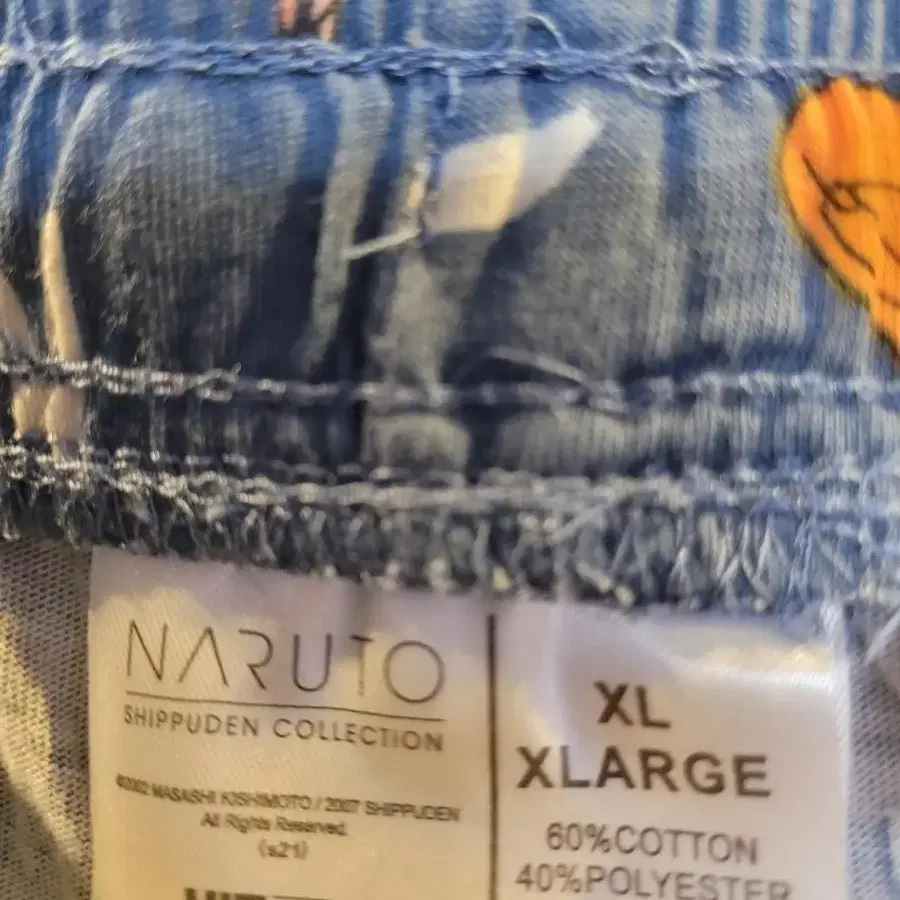 NARUTO
SHIPPUDEN COLLECTION
©2002 MASASHI KISHIMOTO / 2007 SHIPPUDEN
All Rights Reserved.
(s21)
XL
XLARGE
60%COTTON
40%POLYESTER